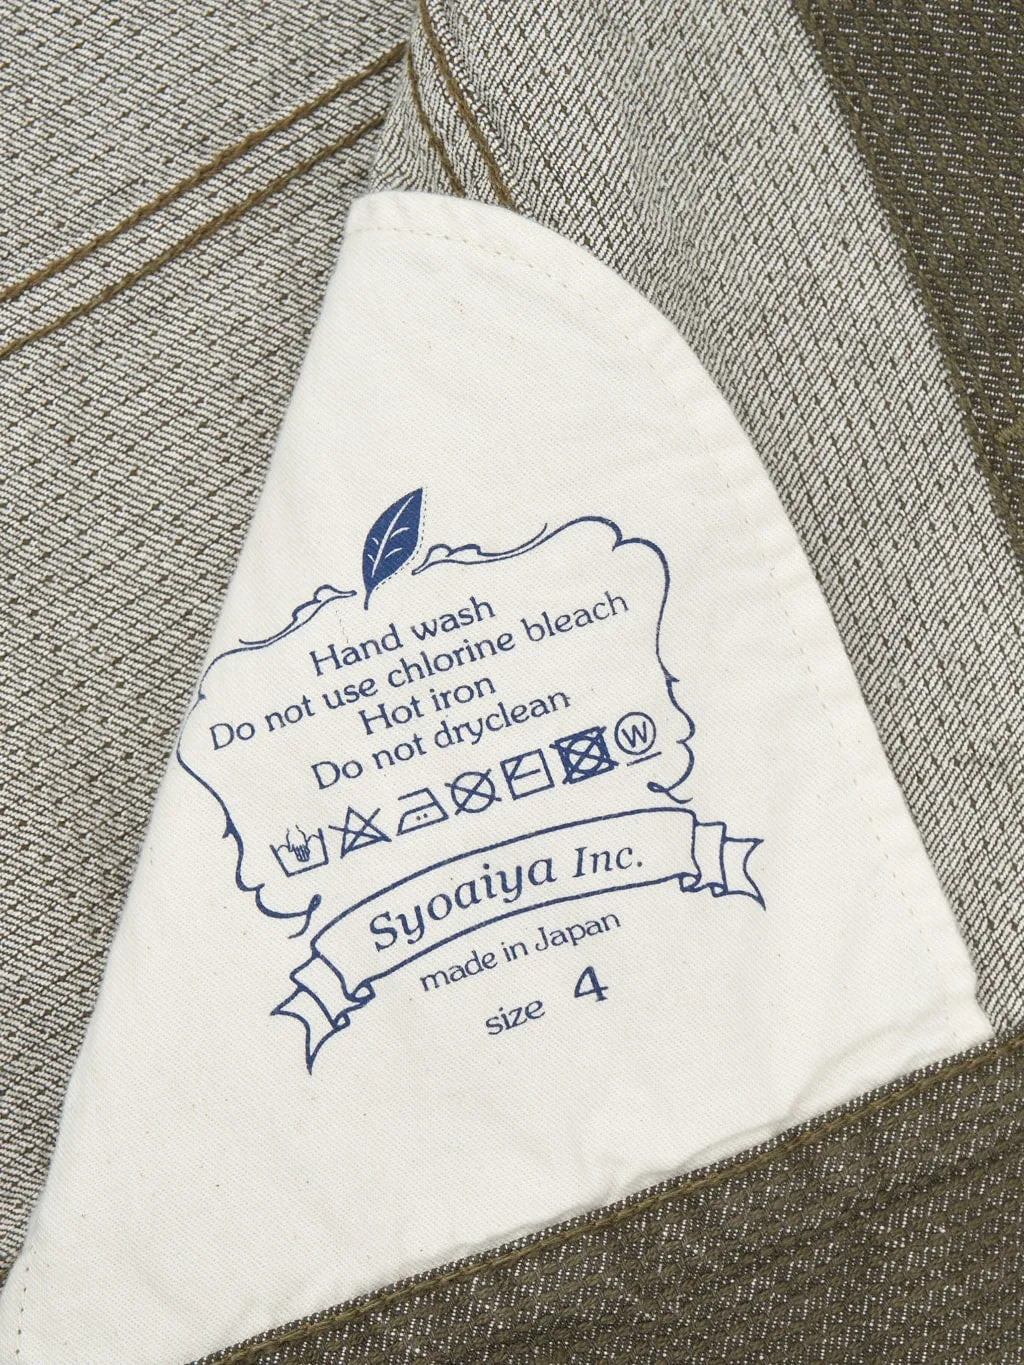 Hand wash
Do not use chlorine bleach
Hot iron
Do not dryclean
W
Syoaiya Inc.
made in Japan
size 4